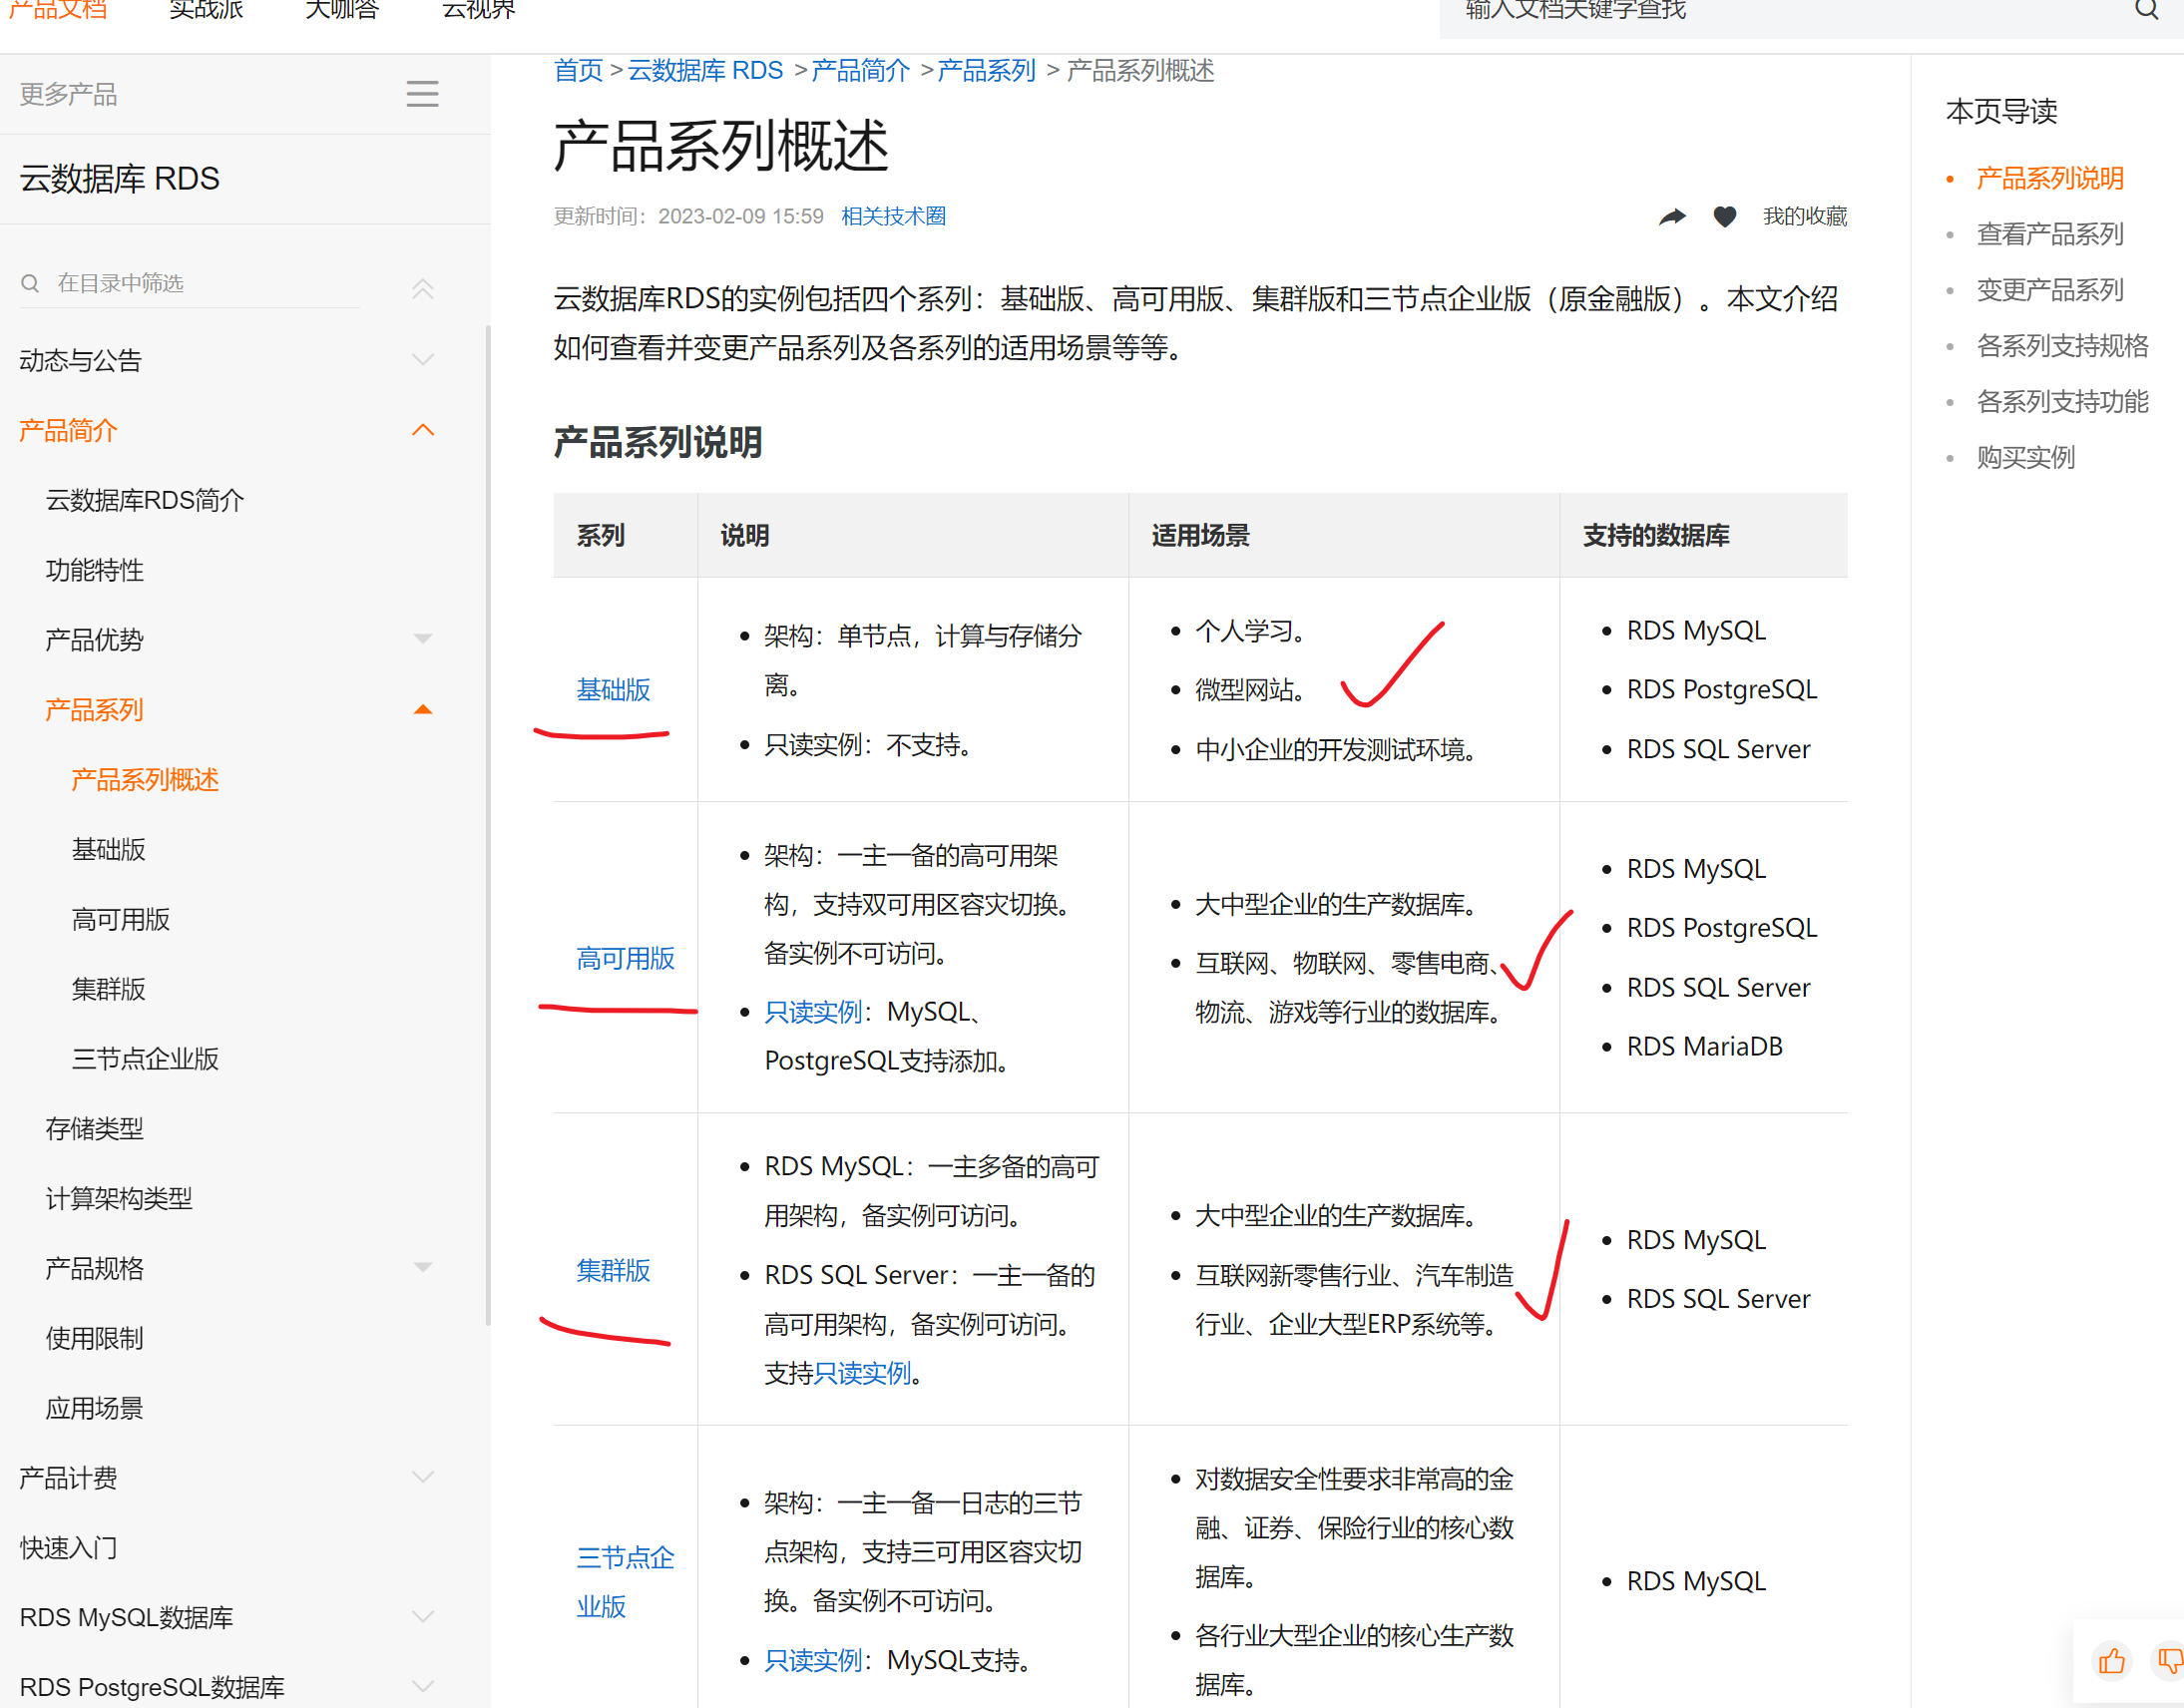 产品文档 实战派 大咖答 云视界
输入文档关键字查找
更多产品
云数据库 RDS
在目录中筛选
动态与公告
产品简介
云数据库RDS简介
功能特性
产品优势
产品系列
产品系列概述
基础版
高可用版
集群版
三节点企业版
存储类型
计算架构类型
产品规格
使用限制
应用场景
产品计费
快速入门
RDS MySQL数据库
RDS PostgreSQL数据库
首页 > 云数据库 RDS > 产品简介 > 产品系列 > 产品系列概述
产品系列概述
更新时间：2023-02-09 15:59 相关技术圈
我的收藏
云数据库RDS的实例包括四个系列：基础版、高可用版、集群版和三节点企业版（原金融版）。本文介绍
如何查看并变更产品系列及各系列的适用场景等等。
产品系列说明
系列 说明 适用场景 支持的数据库
基础版
架构：单节点，计算与存储分
离。
只读实例：不支持。
个人学习。
微型网站。
中小企业的开发测试环境。
RDS MySQL
RDS PostgreSQL
RDS SQL Server
高可用版
架构：一主一备的高可用架
构，支持双可用区容灾切换。
备实例不可访问。
只读实例：MySQL、
PostgreSQL支持添加。
大中型企业的生产数据库。
互联网、物联网、零售电商、
物流、游戏等行业的数据库。
RDS MySQL
RDS PostgreSQL
RDS SQL Server
RDS MariaDB
集群版
RDS MySQL：一主多备的高可
用架构，备实例可访问。
RDS SQL Server：一主一备的
高可用架构，备实例可访问。
支持只读实例。
大中型企业的生产数据库。
互联网新零售行业、汽车制造
行业、企业大型ERP系统等。
RDS MySQL
RDS SQL Server
三节点企
业版
架构：一主一备一日志的三节
点架构，支持三可用区容灾切
换。备实例不可访问。
只读实例：MySQL支持。
对数据安全性要求非常高的金
融、证券、保险行业的核心数
据库。
各行业大型企业的核心生产数
据库。
RDS MySQL
本页导读
产品系列说明
查看产品系列
变更产品系列
各系列支持规格
各系列支持功能
购买实例